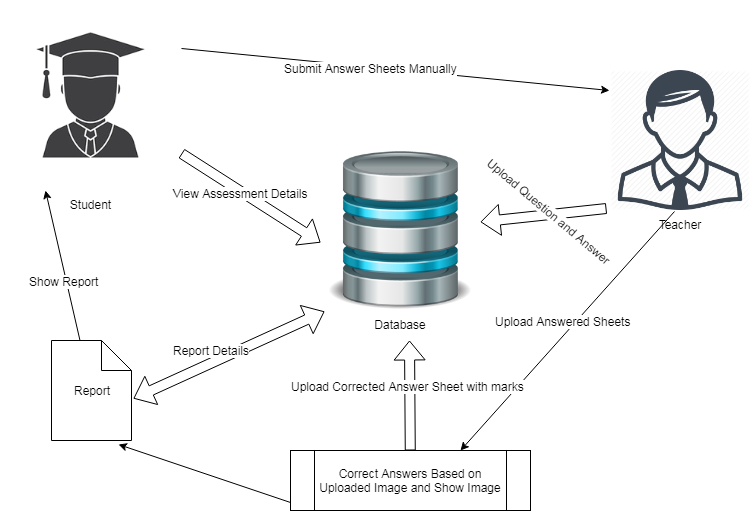 Submit Answer Sheets Manually
View Assessment Details
Upload Question and Answer
Student
Teacher
Show Report
Database
Upload Answered Sheets
Report Details
Report
Upload Corrected Answer Sheet with marks
Correct Answers Based on
Uploaded Image and Show Image